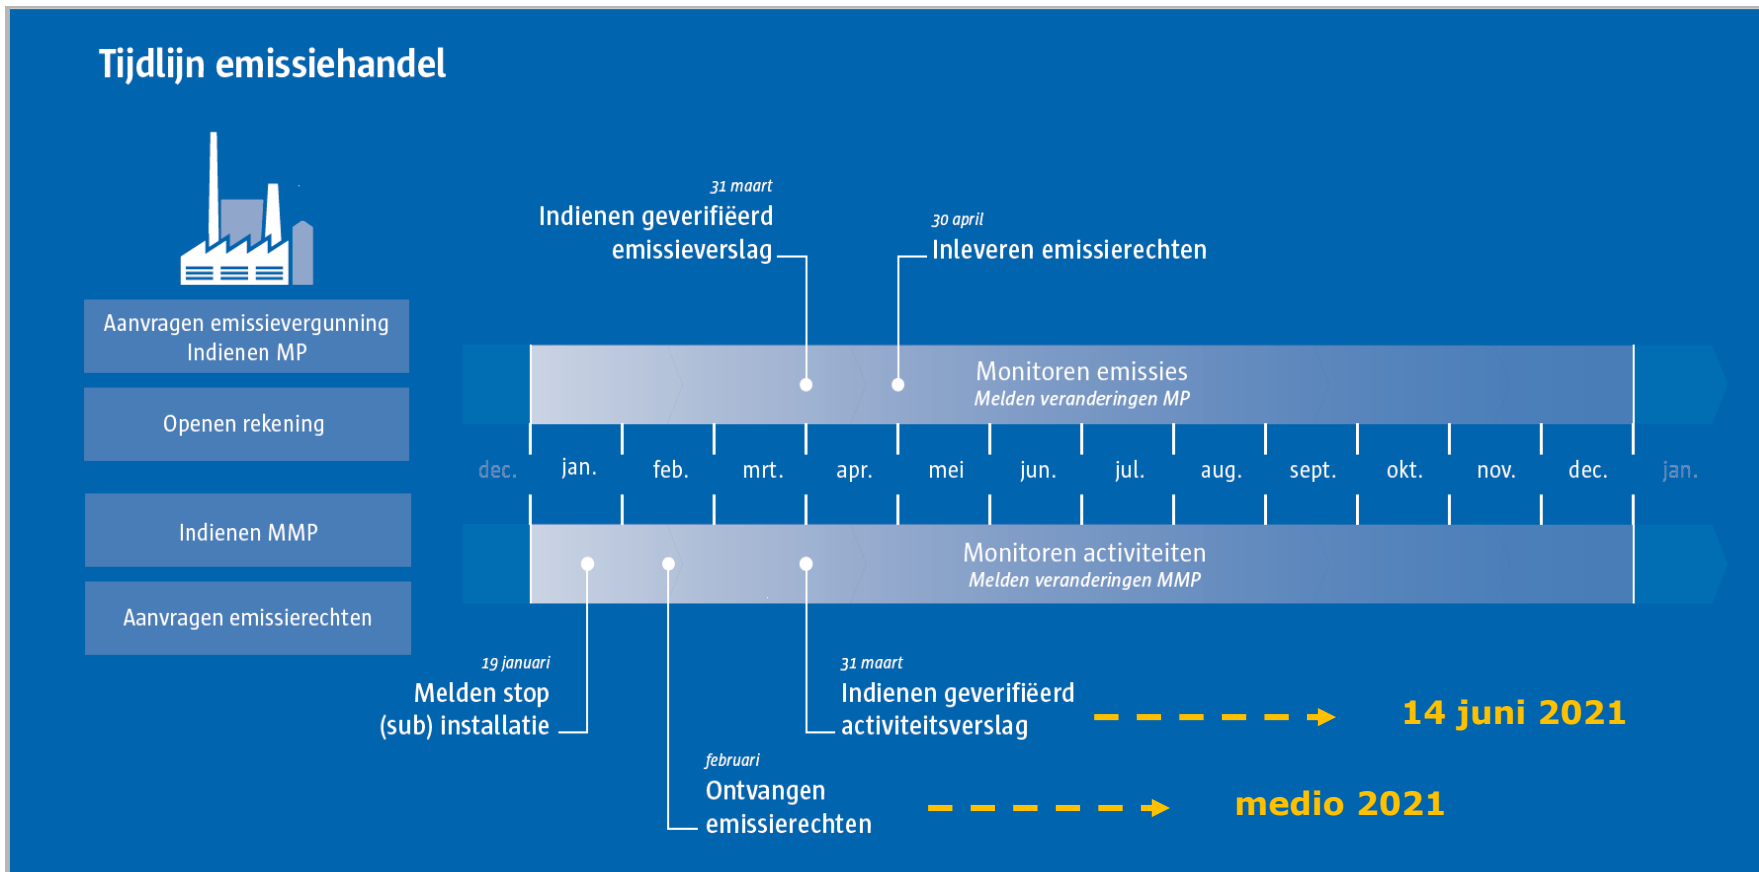 Tijdlijn emissiehandel
31 maart
Indienen geverifiëerd
emissieverslag
30 april
Inleveren emissierechten
Aanvragen emissievergunning
Indienen MP
Openen rekening
Indienen MMP
Aanvragen emissierechten
Monitoren emissies
Melden veranderingen MP
dec. jan. feb. mrt. apr. mei jun. jul. aug. sept. okt. nov. dec. jan.
Monitoren activiteiten
Melden veranderingen MMP
19 januari
Melden stop
(sub) installatie
31 maart
Indienen geverifiëerd
activiteitsverslag
14 juni 2021
februari
Ontvangen
emissierechten
medio 2021